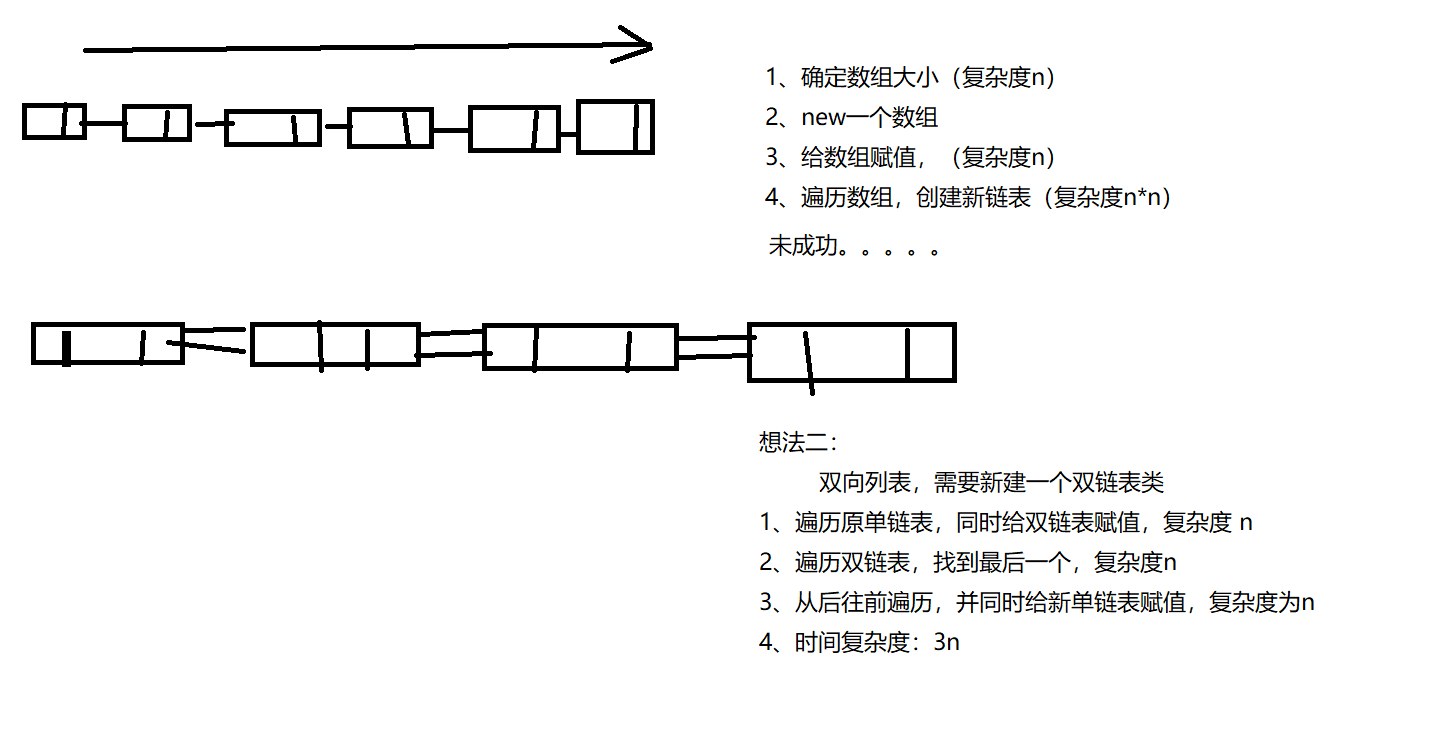 1、确定数组大小（复杂度n）
2、new一个数组
3、给数组赋值，（复杂度n）
4、遍历数组，创建新链表（复杂度n*n）
未成功。。。。。
想法二：
双向列表，需要新建一个双链表类
1、遍历原单链表，同时给双链表赋值，复杂度 n
2、遍历双链表，找到最后一个，复杂度n
3、从后往前遍历，并同时给新单链表赋值，复杂度为n
4、时间复杂度：3n